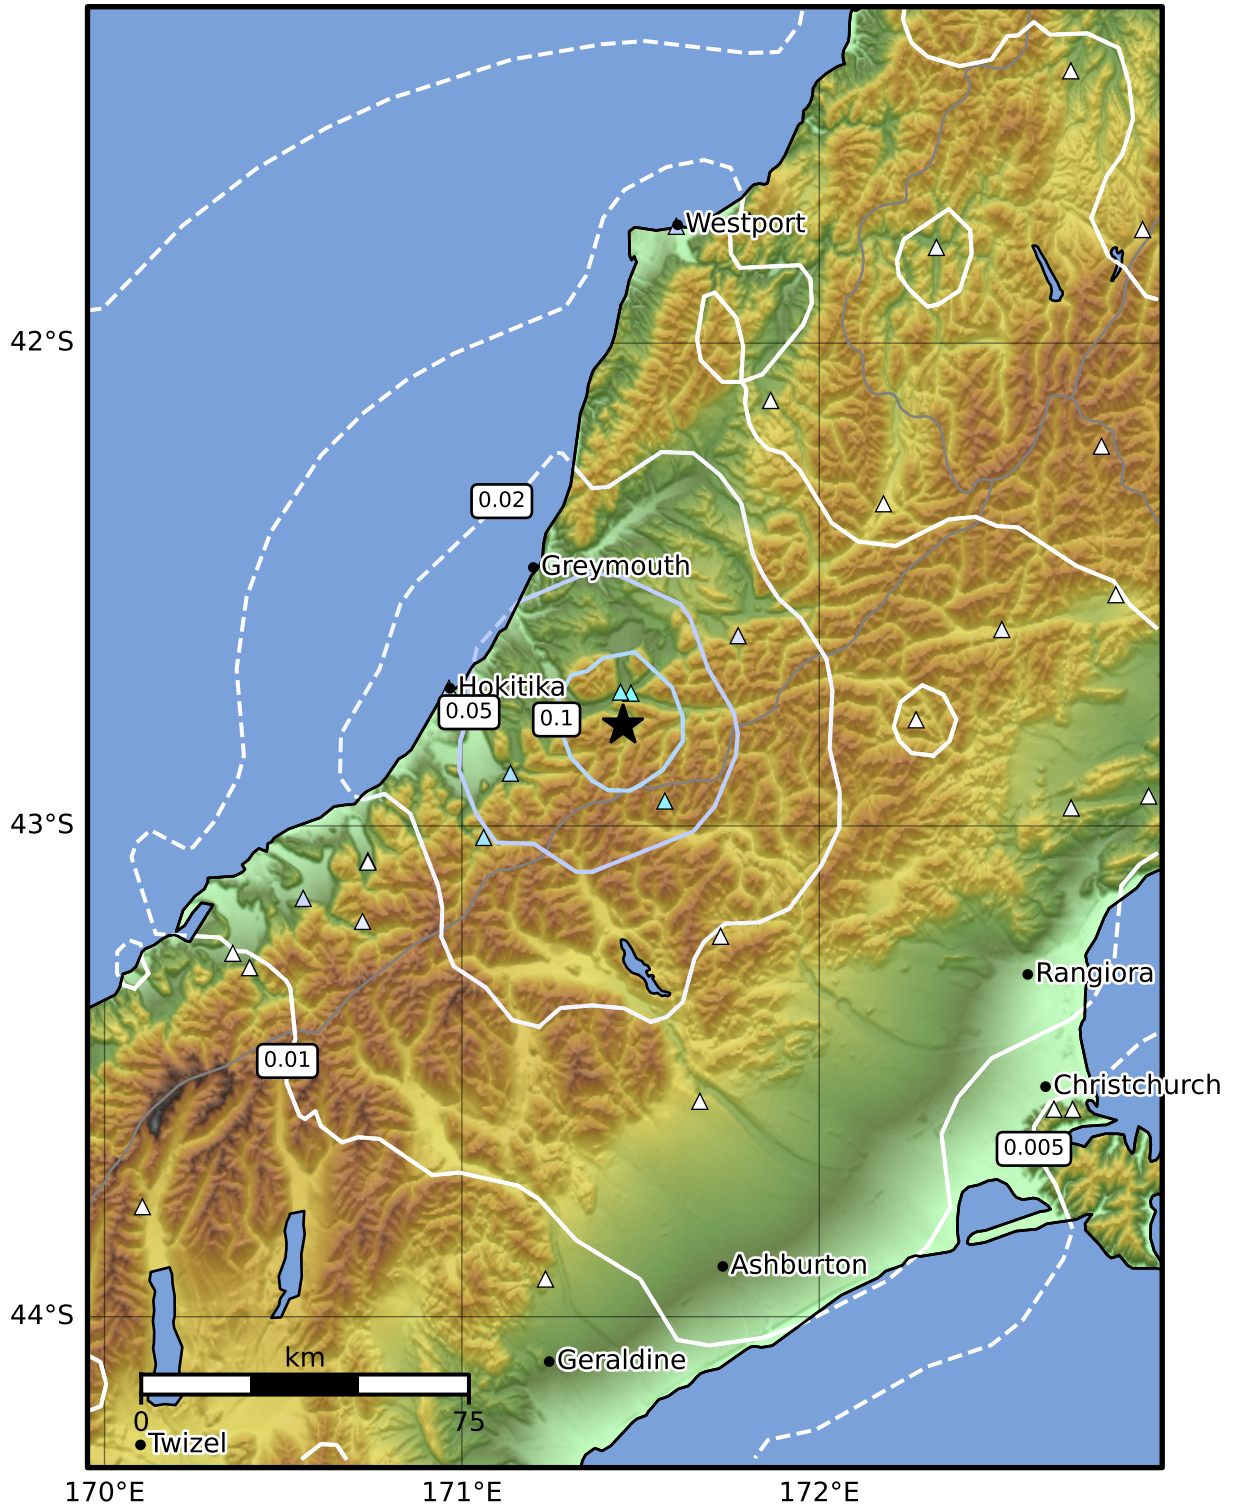 Westport
42°S
0.02
Greymouth
Hokitika
0.05
0.1
43°S
Rangiora
0.01
Christchurch
0.005
Ashburton
44°S
km
Geraldine
0
75
Twizel
170°E
171°E
172°E